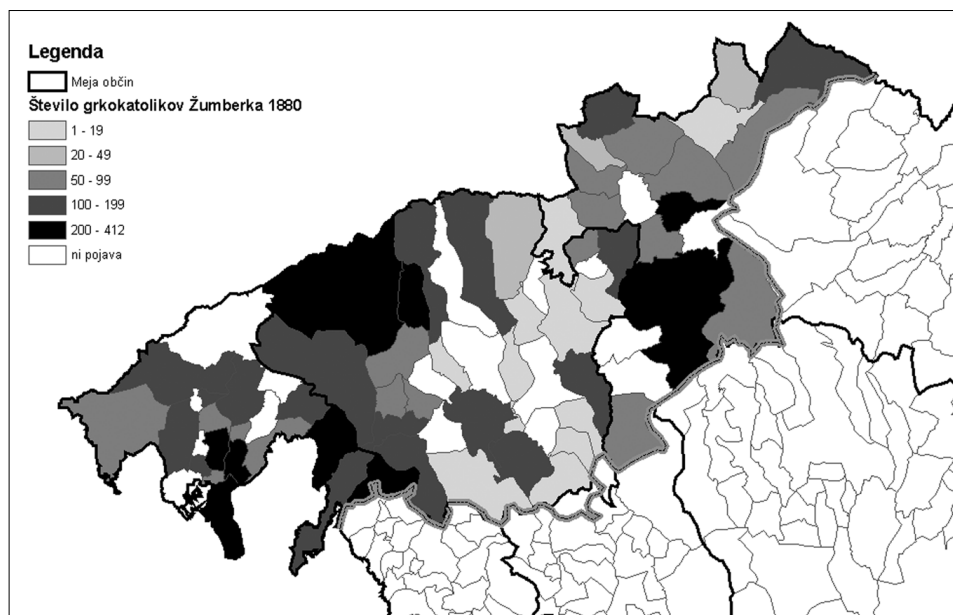 Legenda
Meja občin
Število grkokatolikov Žumberka 1880
1 - 19
20 - 49
50 - 99
100 - 199
200 - 412
ni pojava